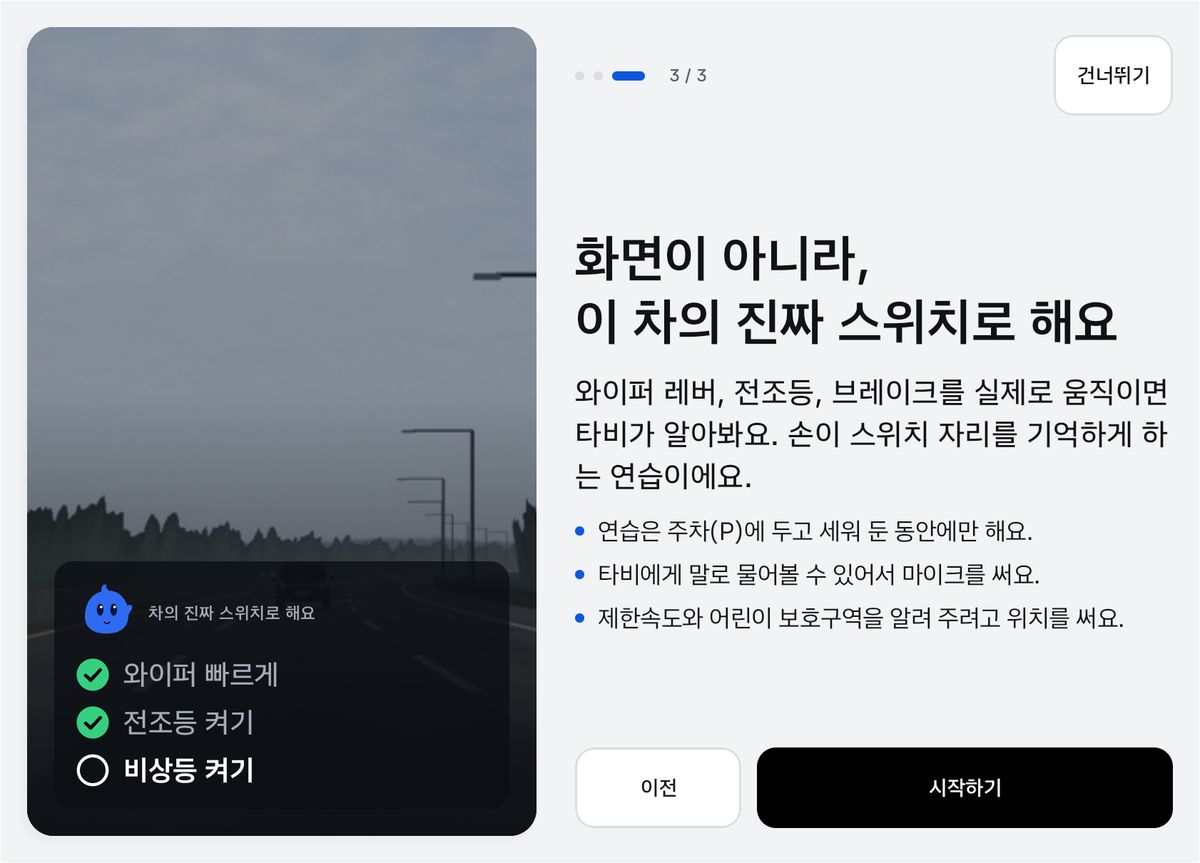 3 / 3
건너뛰기
화면이 아니라,
이 차의 진짜 스위치로 해요
와이퍼 레버, 전조등, 브레이크를 실제로 움직이면
타비가 알아봐요. 손이 스위치 자리를 기억하게 하
는 연습이에요.
연습은 주차(P)에 두고 세워 둔 동안에만 해요.
타비에게 말로 물어볼 수 있어서 마이크를 써요.
제한속도와 어린이 보호구역을 알려 주려고 위치를 써요.
차의 진짜 스위치로 해요
와이퍼 빠르게
전조등 켜기
비상등 켜기
이전
시작하기